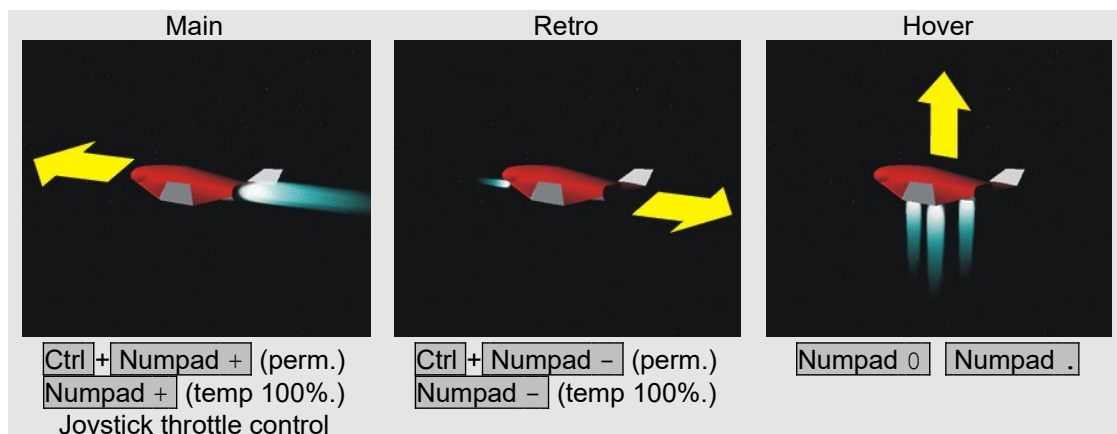 Main Retro Hover
Ctrl + Numpad + (perm.) Ctrl + Numpad – (perm.) Numpad 0 Numpad .
Numpad + (temp 100%.) Numpad – (temp 100%.)
Joystick throttle control